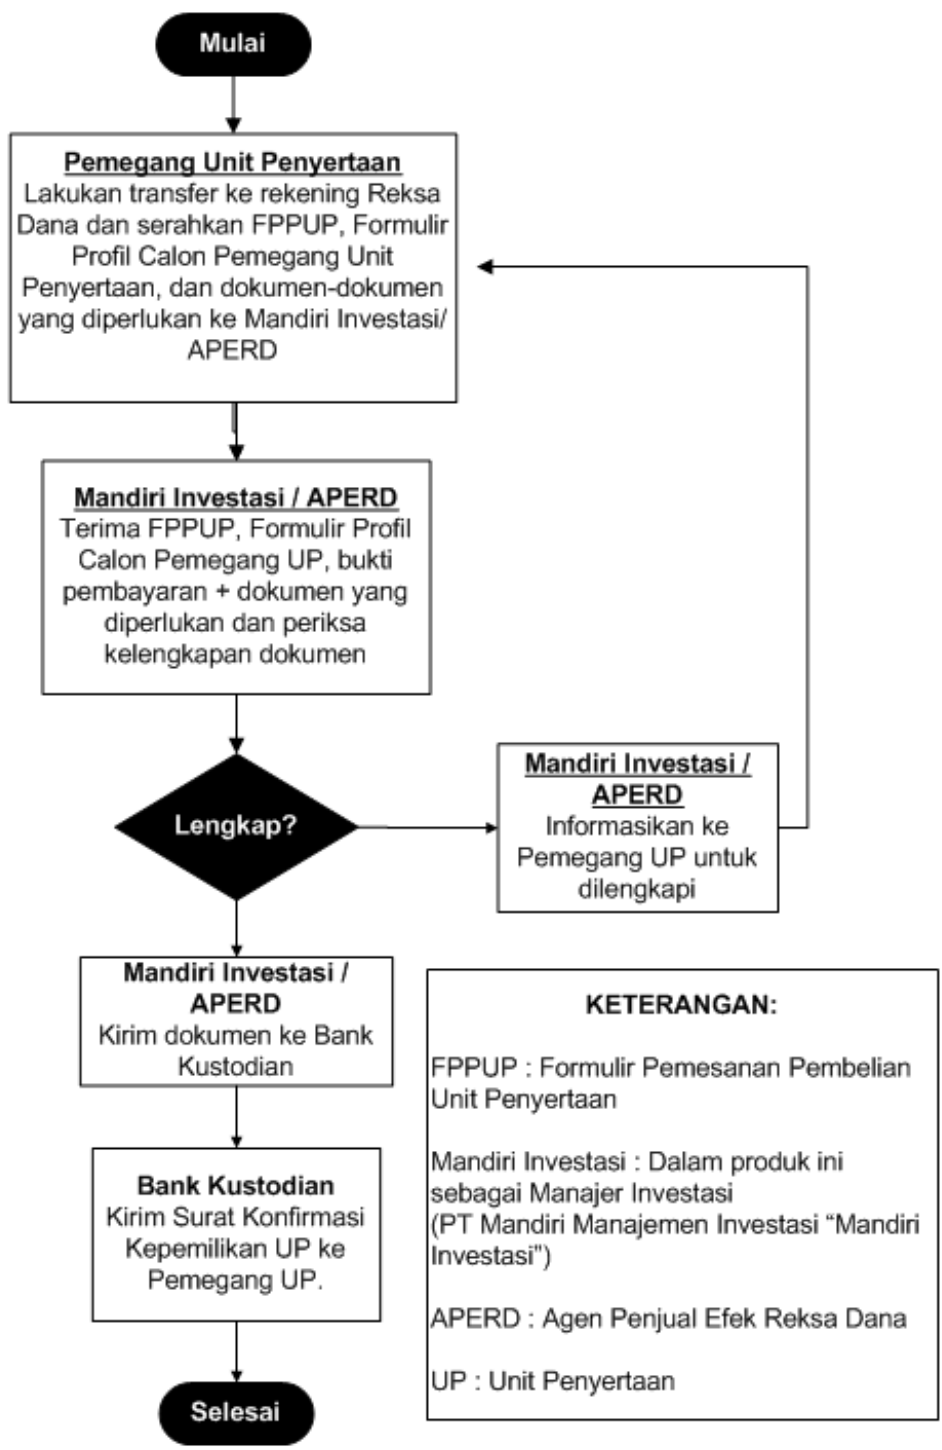 Mulai
Pemegang Unit Penyertaan
Lakukan transfer ke rekening Reksa
Dana dan serahkan FPPUP, Formulir
Profil Calon Pemegang Unit
Penyertaan, dan dokumen-dokumen
yang diperlukan ke Mandiri Investasi/
APERD
Mandiri Investasi / APERD
Terima FPPUP, Formulir Profil
Calon Pemegang UP, bukti
pembayaran + dokumen yang
diperlukan dan periksa
kelengkapan dokumen
Lengkap?
Mandiri Investasi /
APERD
Informasikan ke
Pemegang UP untuk
dilengkapi
Mandiri Investasi /
APERD
Kirim dokumen ke Bank
Kustodian
Bank Kustodian
Kirim Surat Konfirmasi
Kepemilikan UP ke
Pemegang UP.
Selesai
KETERANGAN:
FPPUP : Formulir Pemesanan Pembelian
Unit Penyertaan
Mandiri Investasi : Dalam produk ini
sebagai Manajer Investasi
(PT Mandiri Manajemen Investasi “Mandiri
Investasi”)
APERD : Agen Penjual Efek Reksa Dana
UP : Unit Penyertaan